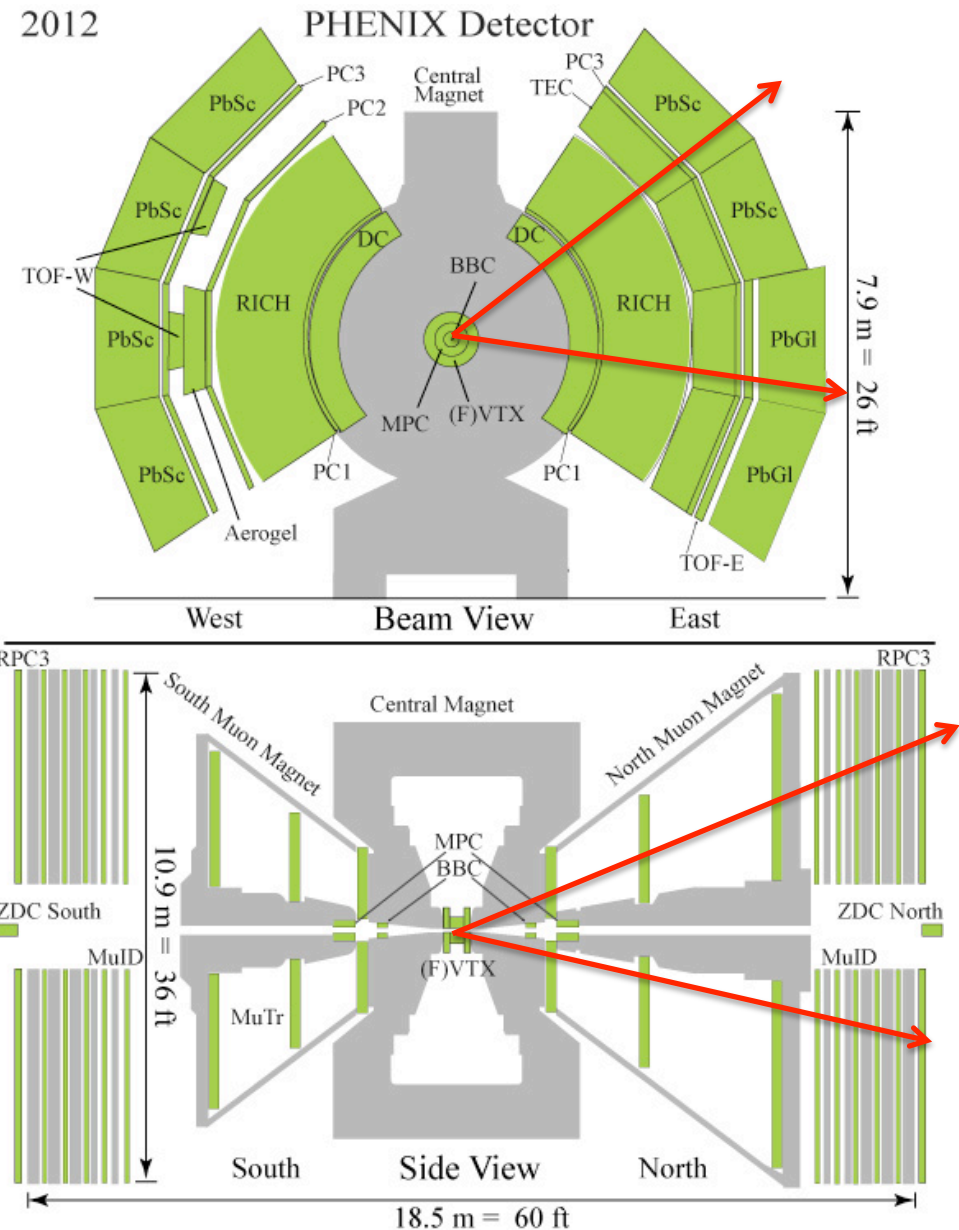 2012
PHENIX Detector
PC3
PC2
Central
Magnet
PC3
TEC
PbSc
PbSc
PbSc
PbSc
DC
DC
BBC
TOF-W
RICH
RICH
7.9 m = 26 ft
PbSc
PbGl
MPC
(F)VTX
PbSc
PC1
PC1
PbGl
Aerogel
TOF-E
West
Beam View
East
RPC3
RPC3
South Muon Magnet
Central Magnet
North Muon Magnet
MPC
BBC
10.9 m = 36 ft
ZDC South
ZDC North
MuID
MuID
(F)VTX
MuTr
South
Side View
North
18.5 m = 60 ft